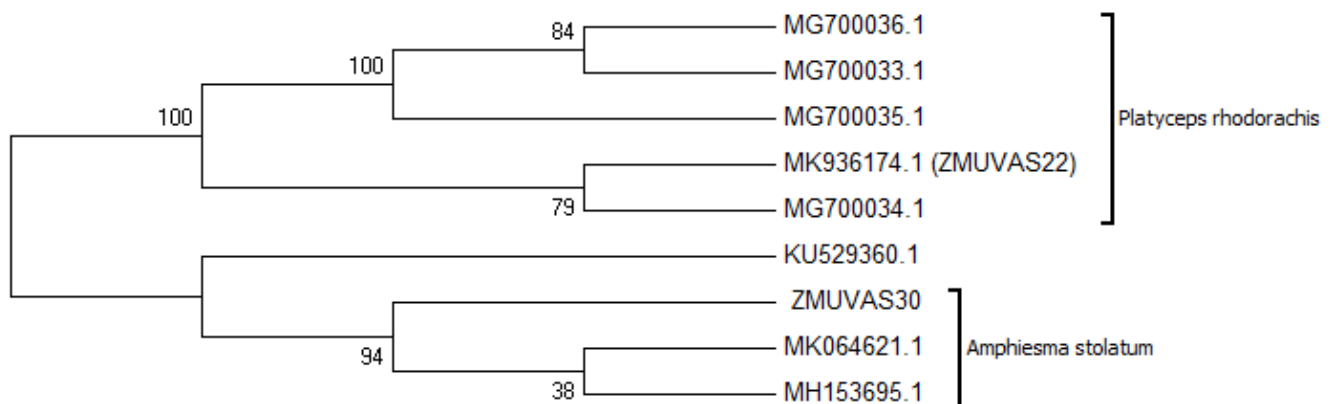 84
MG700036.1
100
MG700033.1
100
MG700035.1
Platyceps rhodorachis
MK936174.1 (ZMUVAS22)
79
MG700034.1
KU529360.1
ZMUVAS30
94
MK064621.1
Amphiesma stolatum
38
MH153695.1